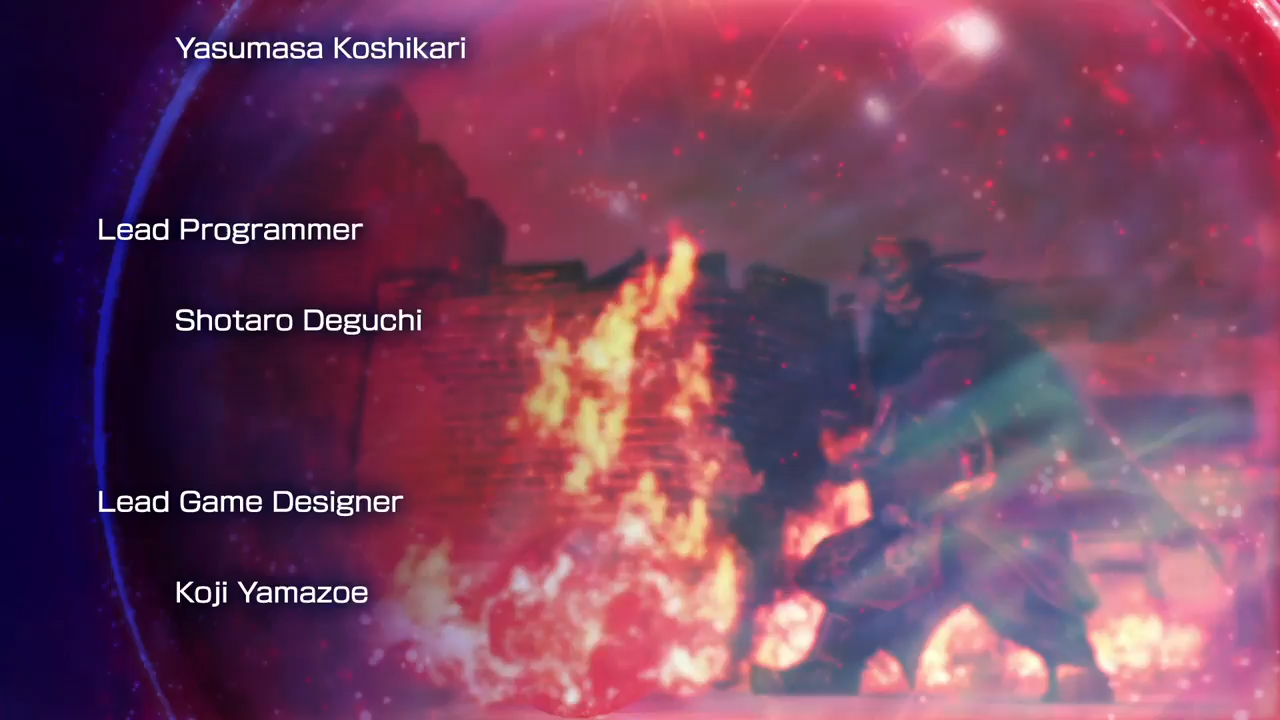 Yasumasa Koshikari
Lead Programmer
Shotaro Deguchi
Lead Game Designer
Koji Yamazoe